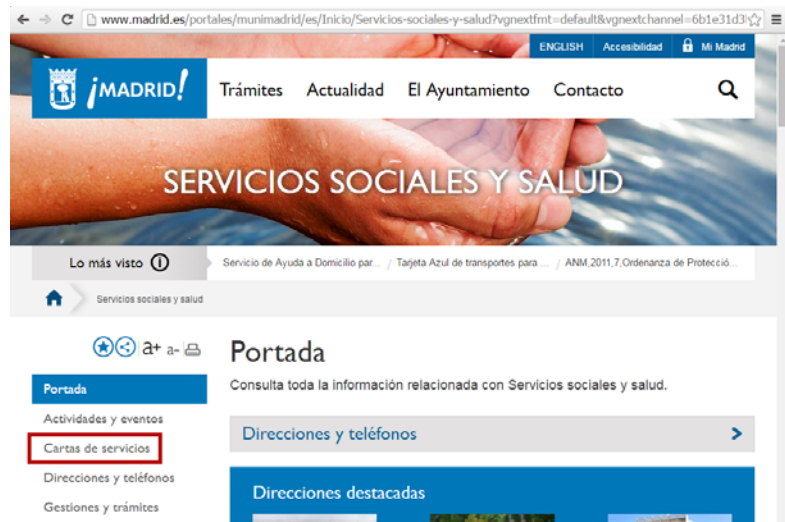 www.madrid.es/portales/munimadrid/es/Inicio/Servicios-sociales-y-salud?vgnextfmt=default&vgnextchannel=6b1e31d3
ENGLISH Accesibilidad Mi Madrid
¡MADRID! Trámites Actualidad El Ayuntamiento Contacto
SERVICIOS SOCIALES Y SALUD
Lo más visto Servicio de Ayuda a Domicilio par... / Tarjeta Azul de transportes para ... / ANM,2011,7,Ordenanza de Protecció...
Servicios sociales y salud
a+ a-
Portada
Consulta toda la información relacionada con Servicios sociales y salud.
Portada
Actividades y eventos
Cartas de servicios
Direcciones y teléfonos
Gestiones y trámites
Direcciones y teléfonos
Direcciones destacadas